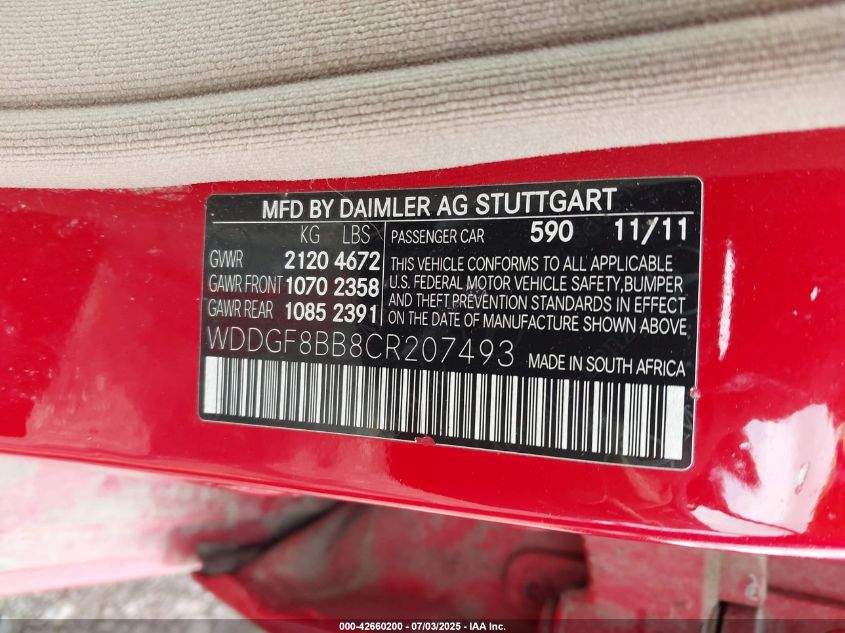 MFD BY DAIMLER AG STUTTGART
KG LBS
GVWR 2120 4672
GAWR FRONT 1070 2358
GAWR REAR 1085 2391
PASSENGER CAR 590 11/11
THIS VEHICLE CONFORMS TO ALL APPLICABLE
U.S. FEDERAL MOTOR VEHICLE SAFETY, BUMPER
AND THEFT PREVENTION STANDARDS IN EFFECT
ON THE DATE OF MANUFACTURE SHOWN ABOVE.
WDDGF8BB8CR207493 MADE IN SOUTH AFRICA
000-42660200 - 07/03/2025 - IAA Inc.